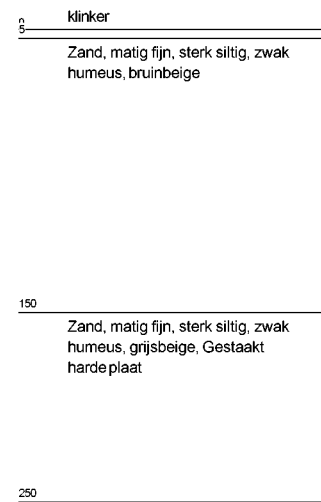 klinker
0
5
Zand, matig fijn, sterk siltig, zwak
humeus, bruinbeige
150
Zand, matig fijn, sterk siltig, zwak
humeus, grijsbeige, Gestaakt
harde plaat
250